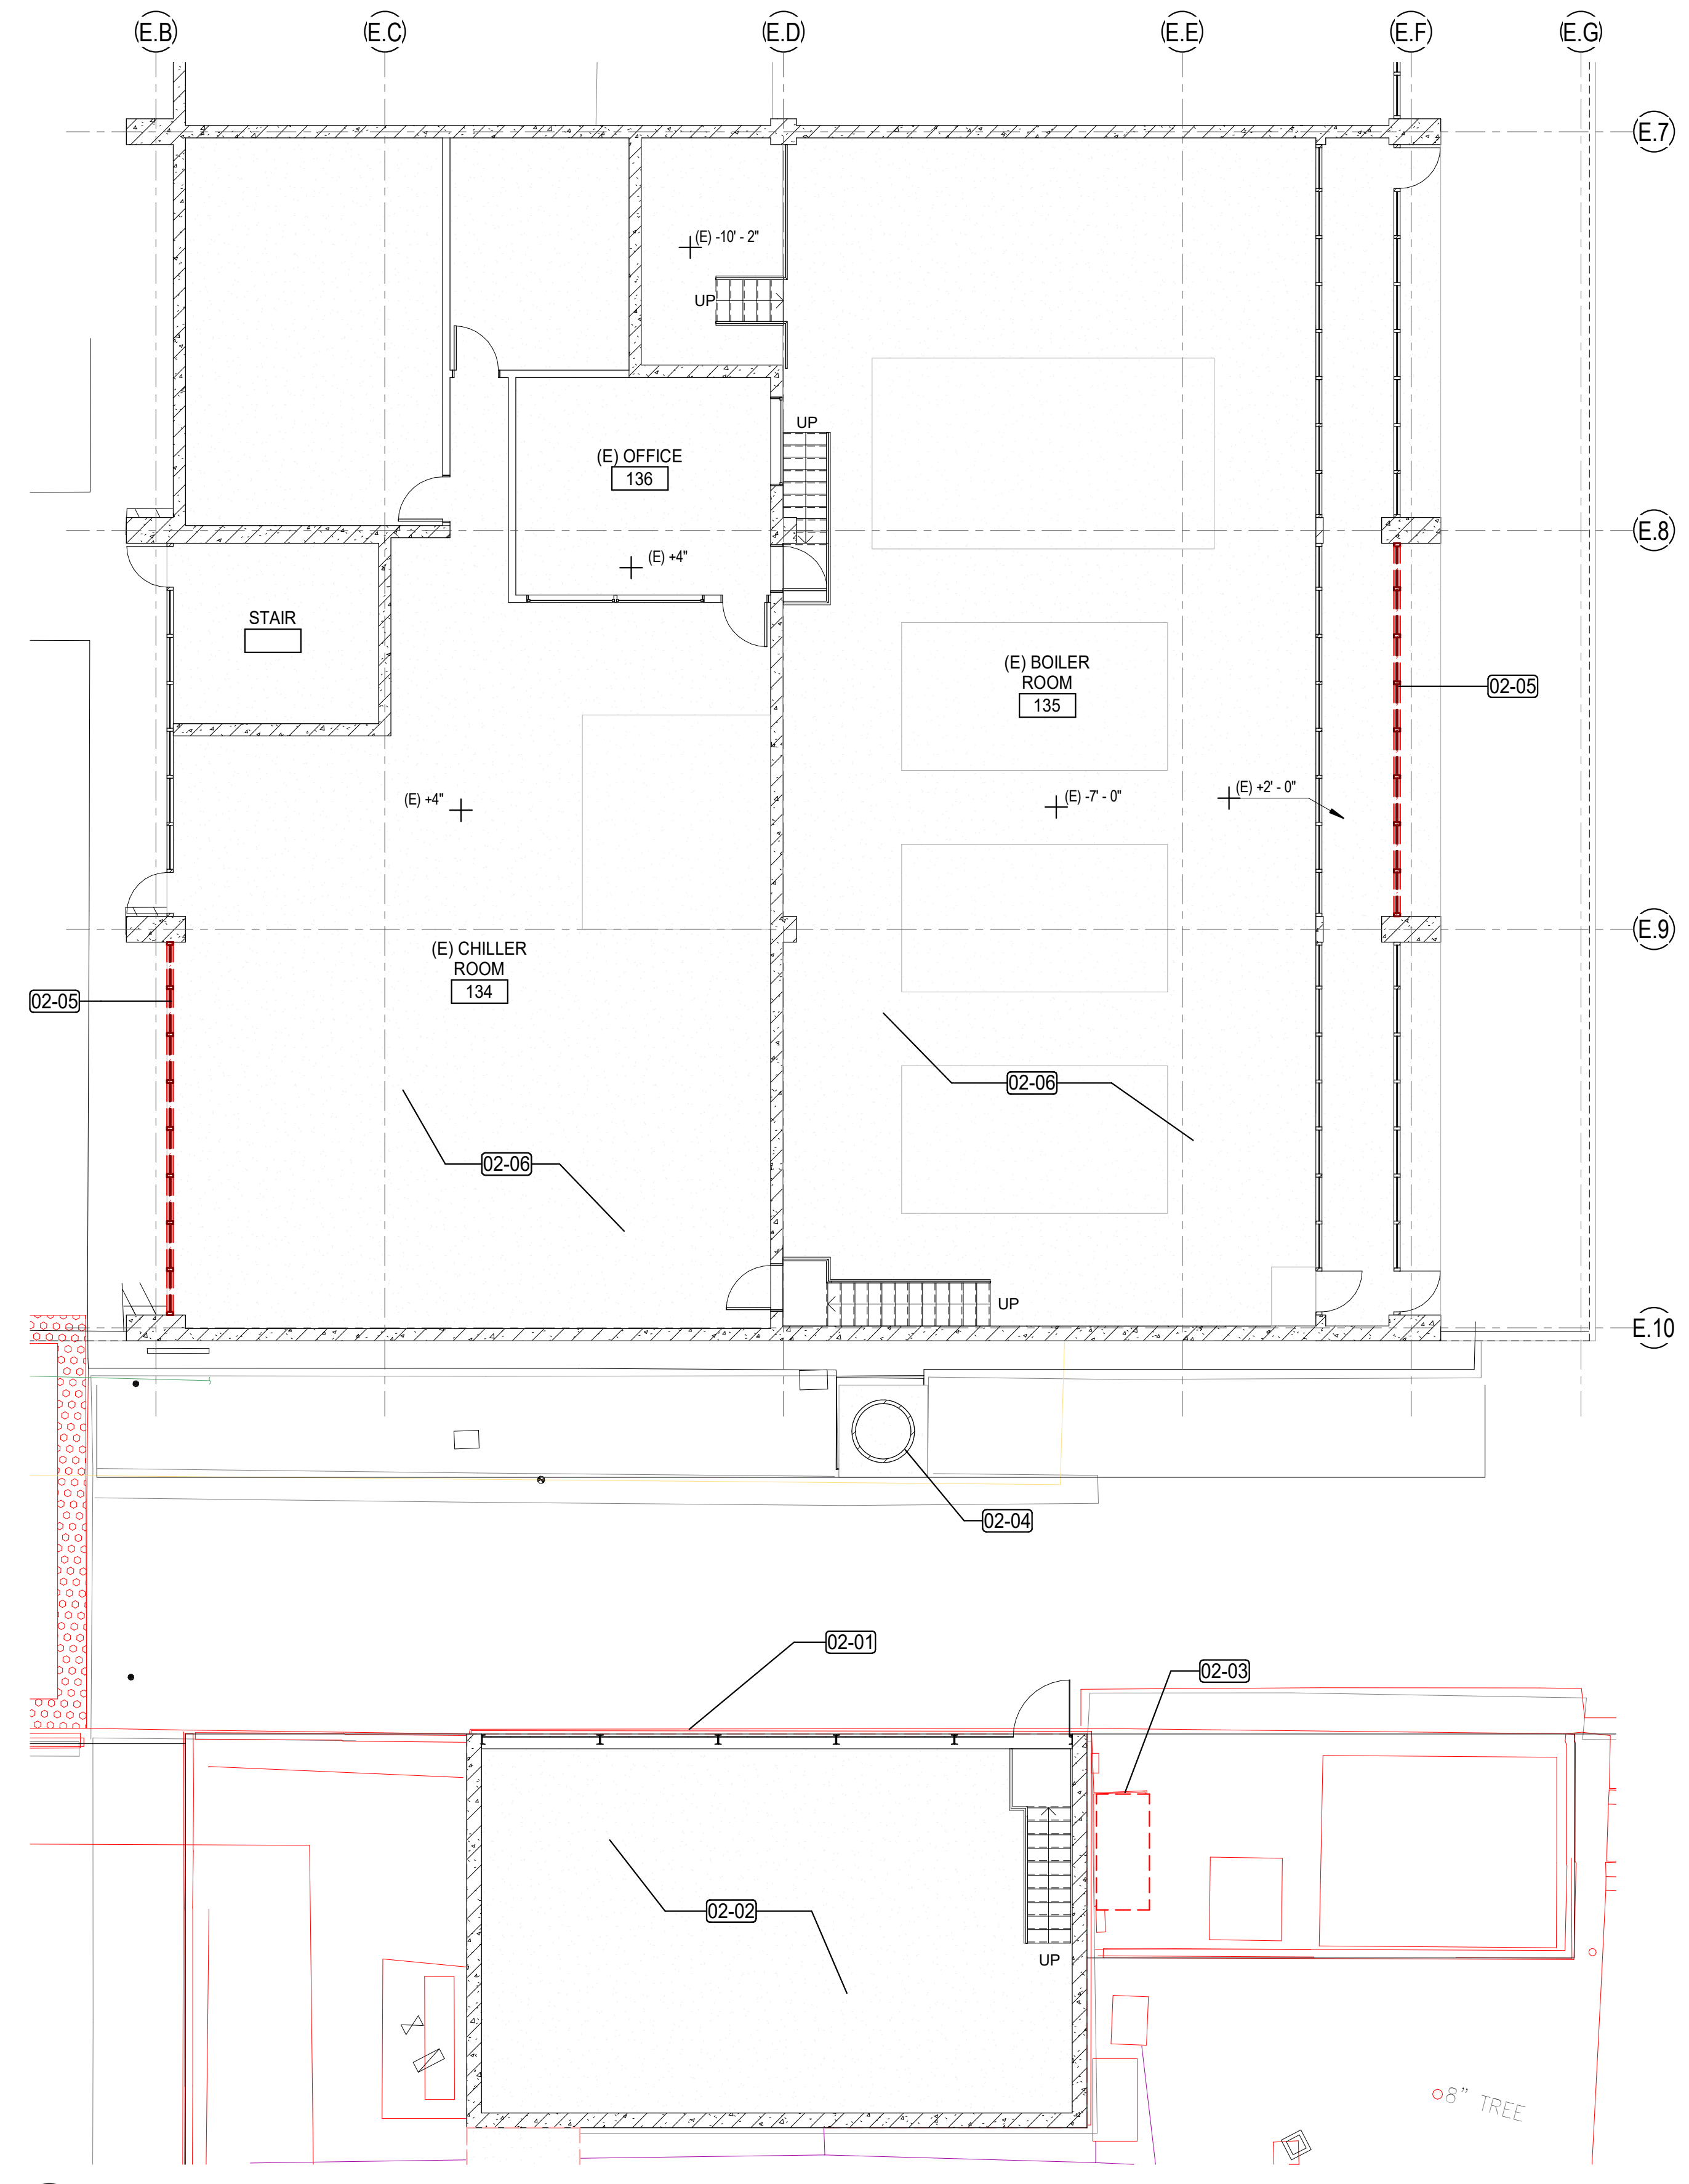 (E.B) (E.C) (E.D) (E.E) (E.F) (E.G)
(E.7)
(E) -10' - 2"
UP
UP
(E) OFFICE
136
(E.8)
(E) +4"
STAIR
(E) BOILER
ROOM
135
02-05
(E) +4"
(E) -7' - 0"
(E) +2' - 0"
(E.9)
(E) CHILLER
ROOM
134
02-05
02-06
02-06
UP
E.10
02-04
02-01
02-03
02-02
UP
8" TREE